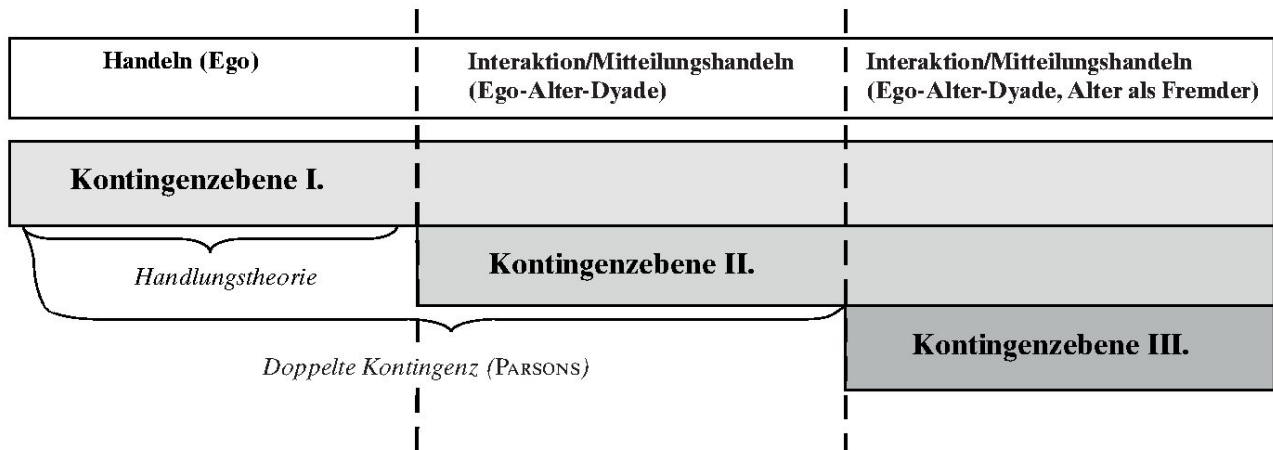 Handeln (Ego)
Interaktion/Mitteilungshandeln
(Ego-Alter-Dyade)
Interaktion/Mitteilungshandeln
(Ego-Alter-Dyade, Alter als Fremder)
Kontingenzebene I.
Handlungstheorie
Kontingenzebene II.
Doppelte Kontingenz (PARSONS)
Kontingenzebene III.